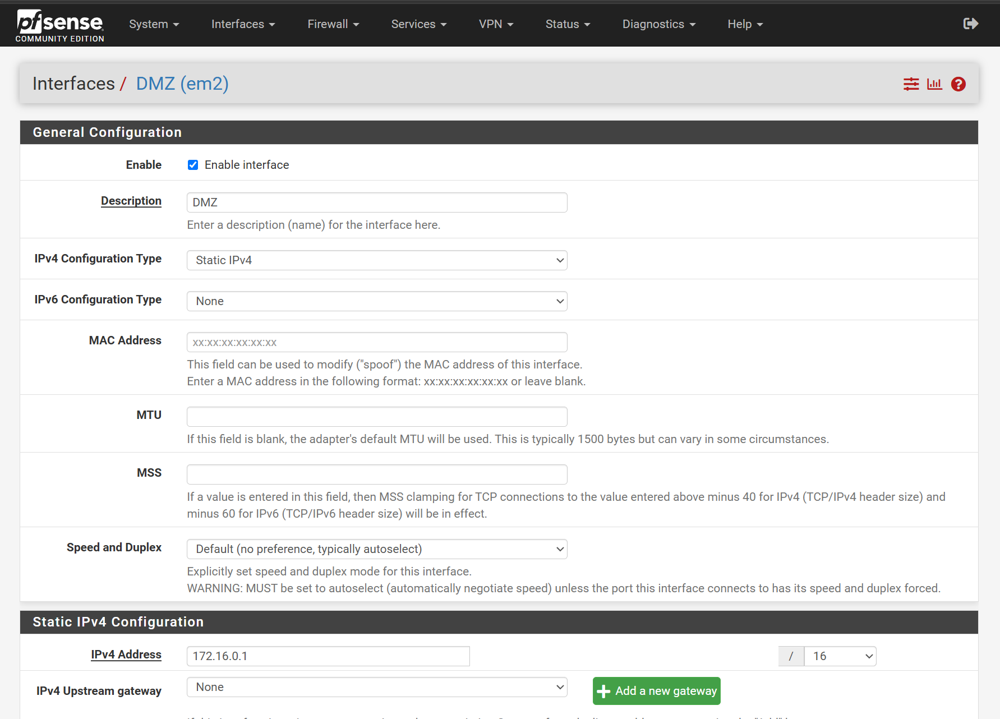 pfsense
COMMUNITY EDITION
System
Interfaces
Firewall
Services
VPN
Status
Diagnostics
Help
Interfaces / DMZ (em2)
General Configuration
Enable
Enable interface
Description
DMZ
Enter a description (name) for the interface here.
IPv4 Configuration Type
Static IPv4
IPv6 Configuration Type
None
MAC Address
xx:xx:xx:xx:xx:xx
This field can be used to modify ("spoof") the MAC address of this interface.
Enter a MAC address in the following format: xx:xx:xx:xx:xx:xx or leave blank.
MTU
If this field is blank, the adapter's default MTU will be used. This is typically 1500 bytes but can vary in some circumstances.
MSS
If a value is entered in this field, then MSS clamping for TCP connections to the value entered above minus 40 for IPv4 (TCP/IPv4 header size) and
minus 60 for IPv6 (TCP/IPv6 header size) will be in effect.
Speed and Duplex
Default (no preference, typically autoselect)
Explicitly set speed and duplex mode for this interface.
WARNING: MUST be set to autoselect (automatically negotiate speed) unless the port this interface connects to has its speed and duplex forced.
Static IPv4 Configuration
IPv4 Address
172.16.0.1
/ 16
IPv4 Upstream gateway
None
Add a new gateway